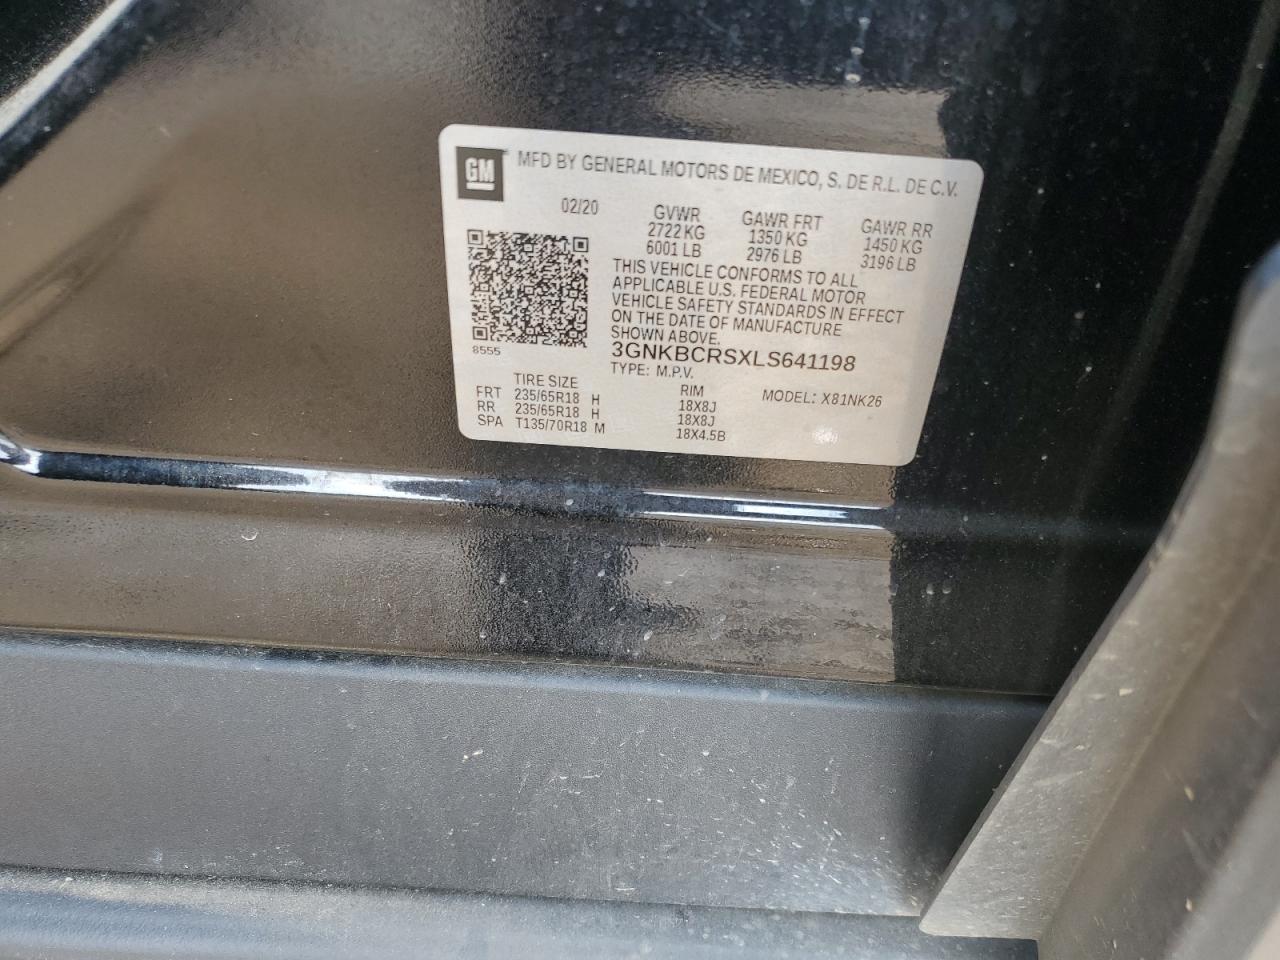 GM
MFD BY GENERAL MOTORS DE MEXICO, S. DE R.L. DE C.V.
02/20 GVWR GAWR FRT GAWR RR
2722 KG 1350 KG 1450 KG
6001 LB 2976 LB 3196 LB
THIS VEHICLE CONFORMS TO ALL
APPLICABLE U.S. FEDERAL MOTOR
VEHICLE SAFETY STANDARDS IN EFFECT
ON THE DATE OF MANUFACTURE
SHOWN ABOVE.
8555
3GNKBCRSXLS641198
TYPE: M.P.V.
TIRE SIZE RIM MODEL: X81NK26
FRT 235/65R18 H 18X8J
RR 235/65R18 H 18X8J
SPA T135/70R18 M 18X4.5B